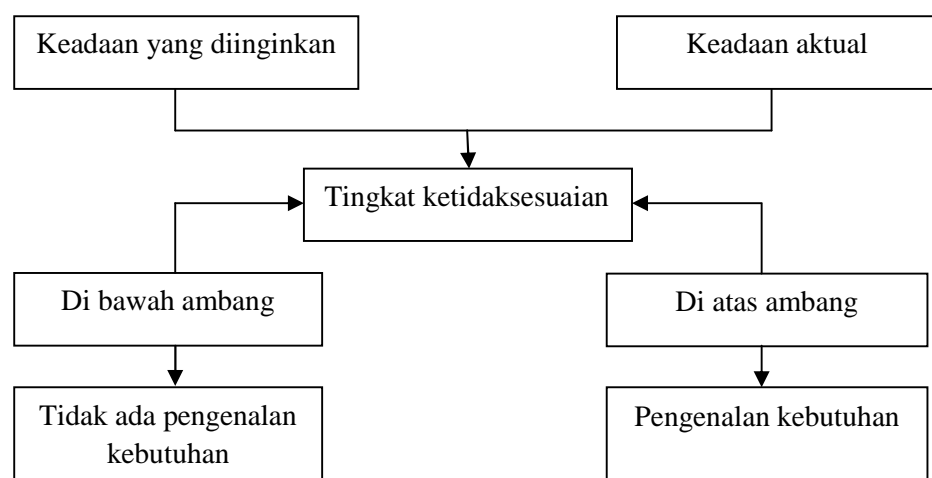 Keadaan yang diinginkan
Keadaan aktual
Tingkat ketidaksesuaian
Di bawah ambang
Di atas ambang
Tidak ada pengenalan
kebutuhan
Pengenalan kebutuhan